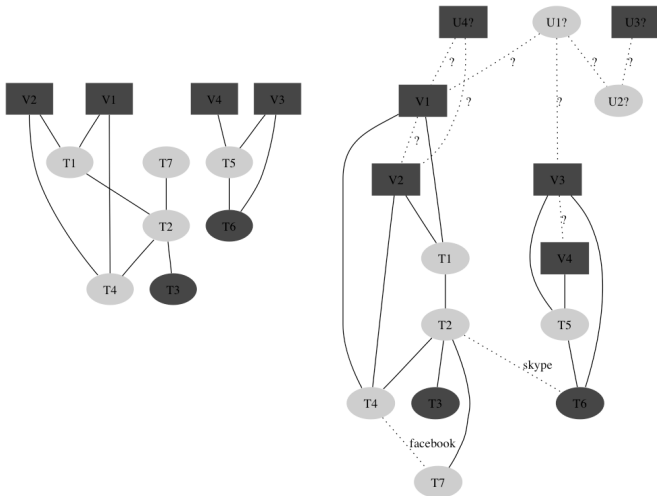 U4?
U1?
U3?
?
?
?
?
?
U2?
V2
V1
V4
V3
V1
?
?
?
T1
T7
T5
V2
V3
?
T2
T6
T1
V4
T4
T3
T2
T5
skype
T4
T3
T6
facebook
T7